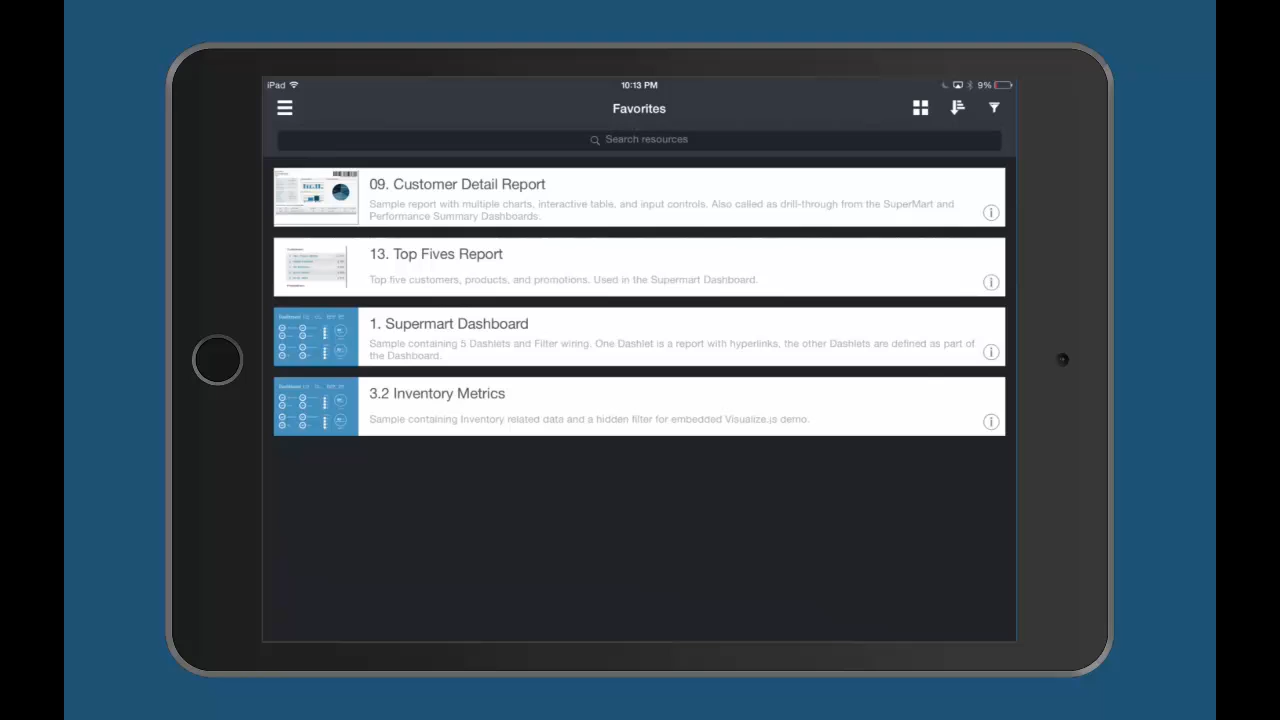 iPad
10:13 PM
9%
Favorites
Search resources
09. Customer Detail Report
Sample report with multiple charts, interactive table, and input controls. Also called as drill-through from the SuperMart and
Performance Summary Dashboards.
13. Top Fives Report
Top five customers, products, and promotions. Used in the Supermart Dashboard.
1. Supermart Dashboard
Sample containing 5 Dashlets and Filter wiring. One Dashlet is a report with hyperlinks, the other Dashlets are defined as part of
the Dashboard.
3.2 Inventory Metrics
Sample containing Inventory related data and a hidden filter for embedded Visualize.js demo.